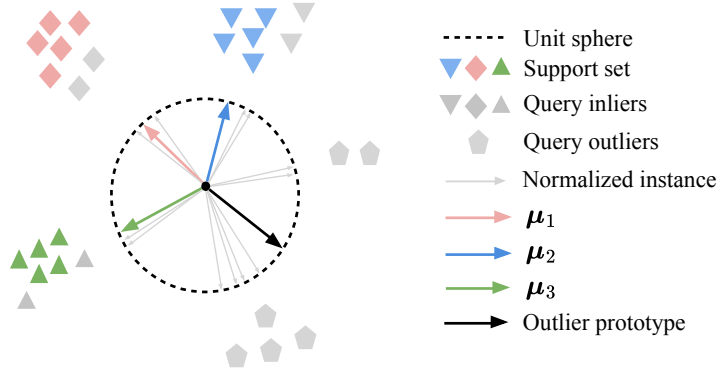 Unit sphere
Support set
Query inliers
Query outliers
Normalized instance
μ₁
μ₂
μ₃
Outlier prototype